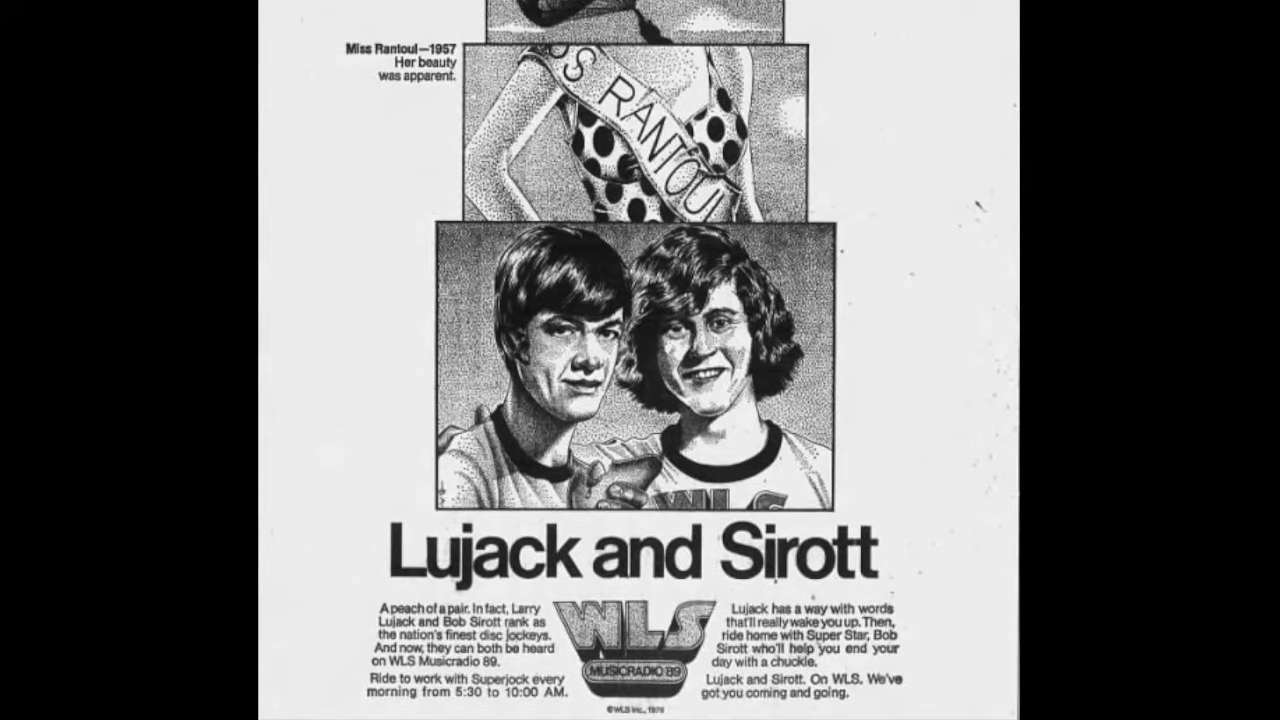 Miss Rantoul—1957
Her beauty
was apparent.
SS RANTOUL
WLS
Lujack and Sirott
A peach of a pair. In fact, Larry
Lujack and Bob Sirott rank as
the nation's finest disc jockeys.
And now, they can both be heard
on WLS Musicradio 89.
Ride to work with Superjock every
morning from 5:30 to 10:00 AM.
WLS
MUSICRADIO 89
Lujack has a way with words
that'll really wake you up. Then,
ride home with Super Star, Bob
Sirott who'll help you end your
day with a chuckle.
Lujack and Sirott. On WLS. We've
got you coming and going.
©WLS Inc.,